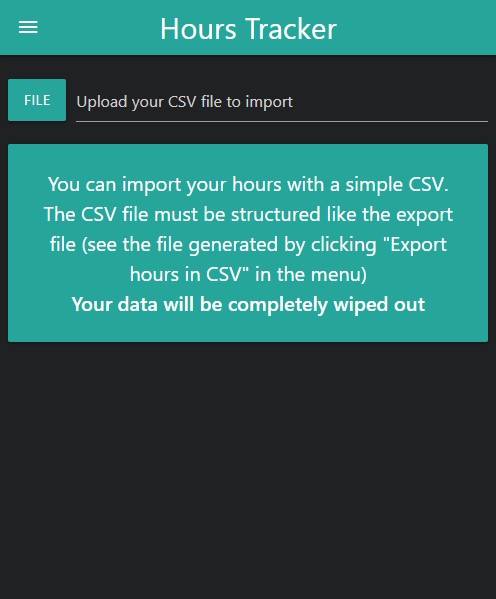 Hours Tracker
FILE
Upload your CSV file to import
You can import your hours with a simple CSV.
The CSV file must be structured like the export
file (see the file generated by clicking "Export
hours in CSV" in the menu)
Your data will be completely wiped out